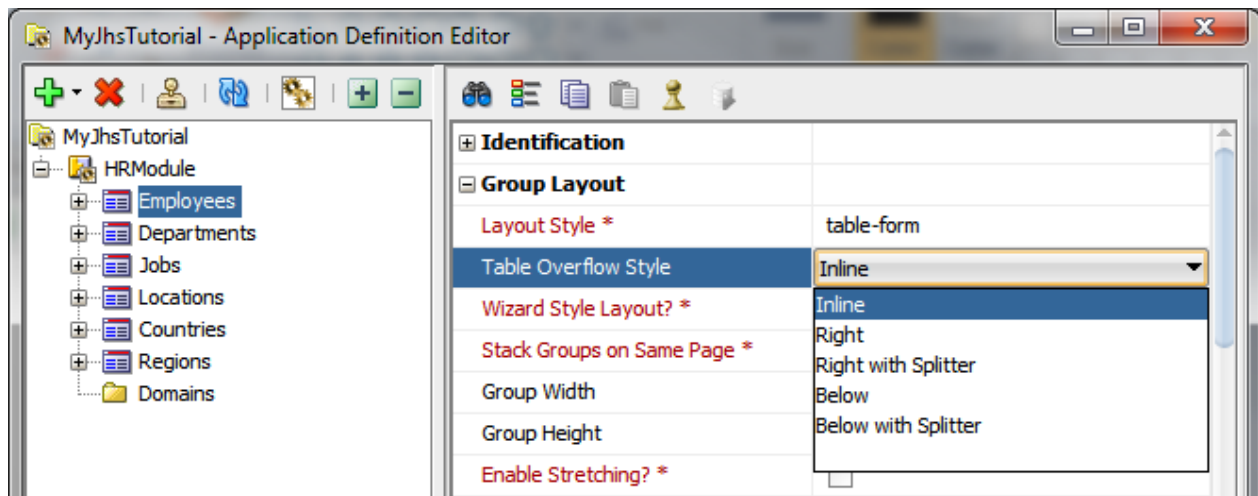 MyJhsTutorial - Application Definition Editor
MyJhsTutorial
HRModule
Employees
Departments
Jobs
Locations
Countries
Regions
Domains
Identification
Group Layout
Layout Style * table-form
Table Overflow Style Inline
Wizard Style Layout? *
Stack Groups on Same Page *
Group Width
Group Height
Enable Stretching? *
Inline
Right
Right with Splitter
Below
Below with Splitter